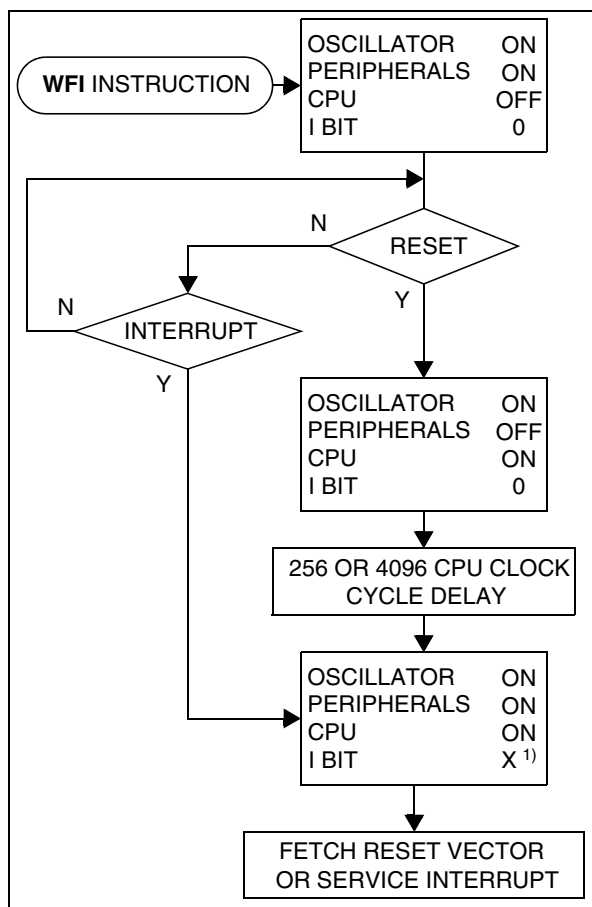 WFI INSTRUCTION
OSCILLATOR ON
PERIPHERALS ON
CPU OFF
I BIT 0
N
RESET
Y
N
INTERRUPT
Y
OSCILLATOR ON
PERIPHERALS OFF
CPU ON
I BIT 0
256 OR 4096 CPU CLOCK
CYCLE DELAY
OSCILLATOR ON
PERIPHERALS ON
CPU ON
I BIT X 1)
FETCH RESET VECTOR
OR SERVICE INTERRUPT